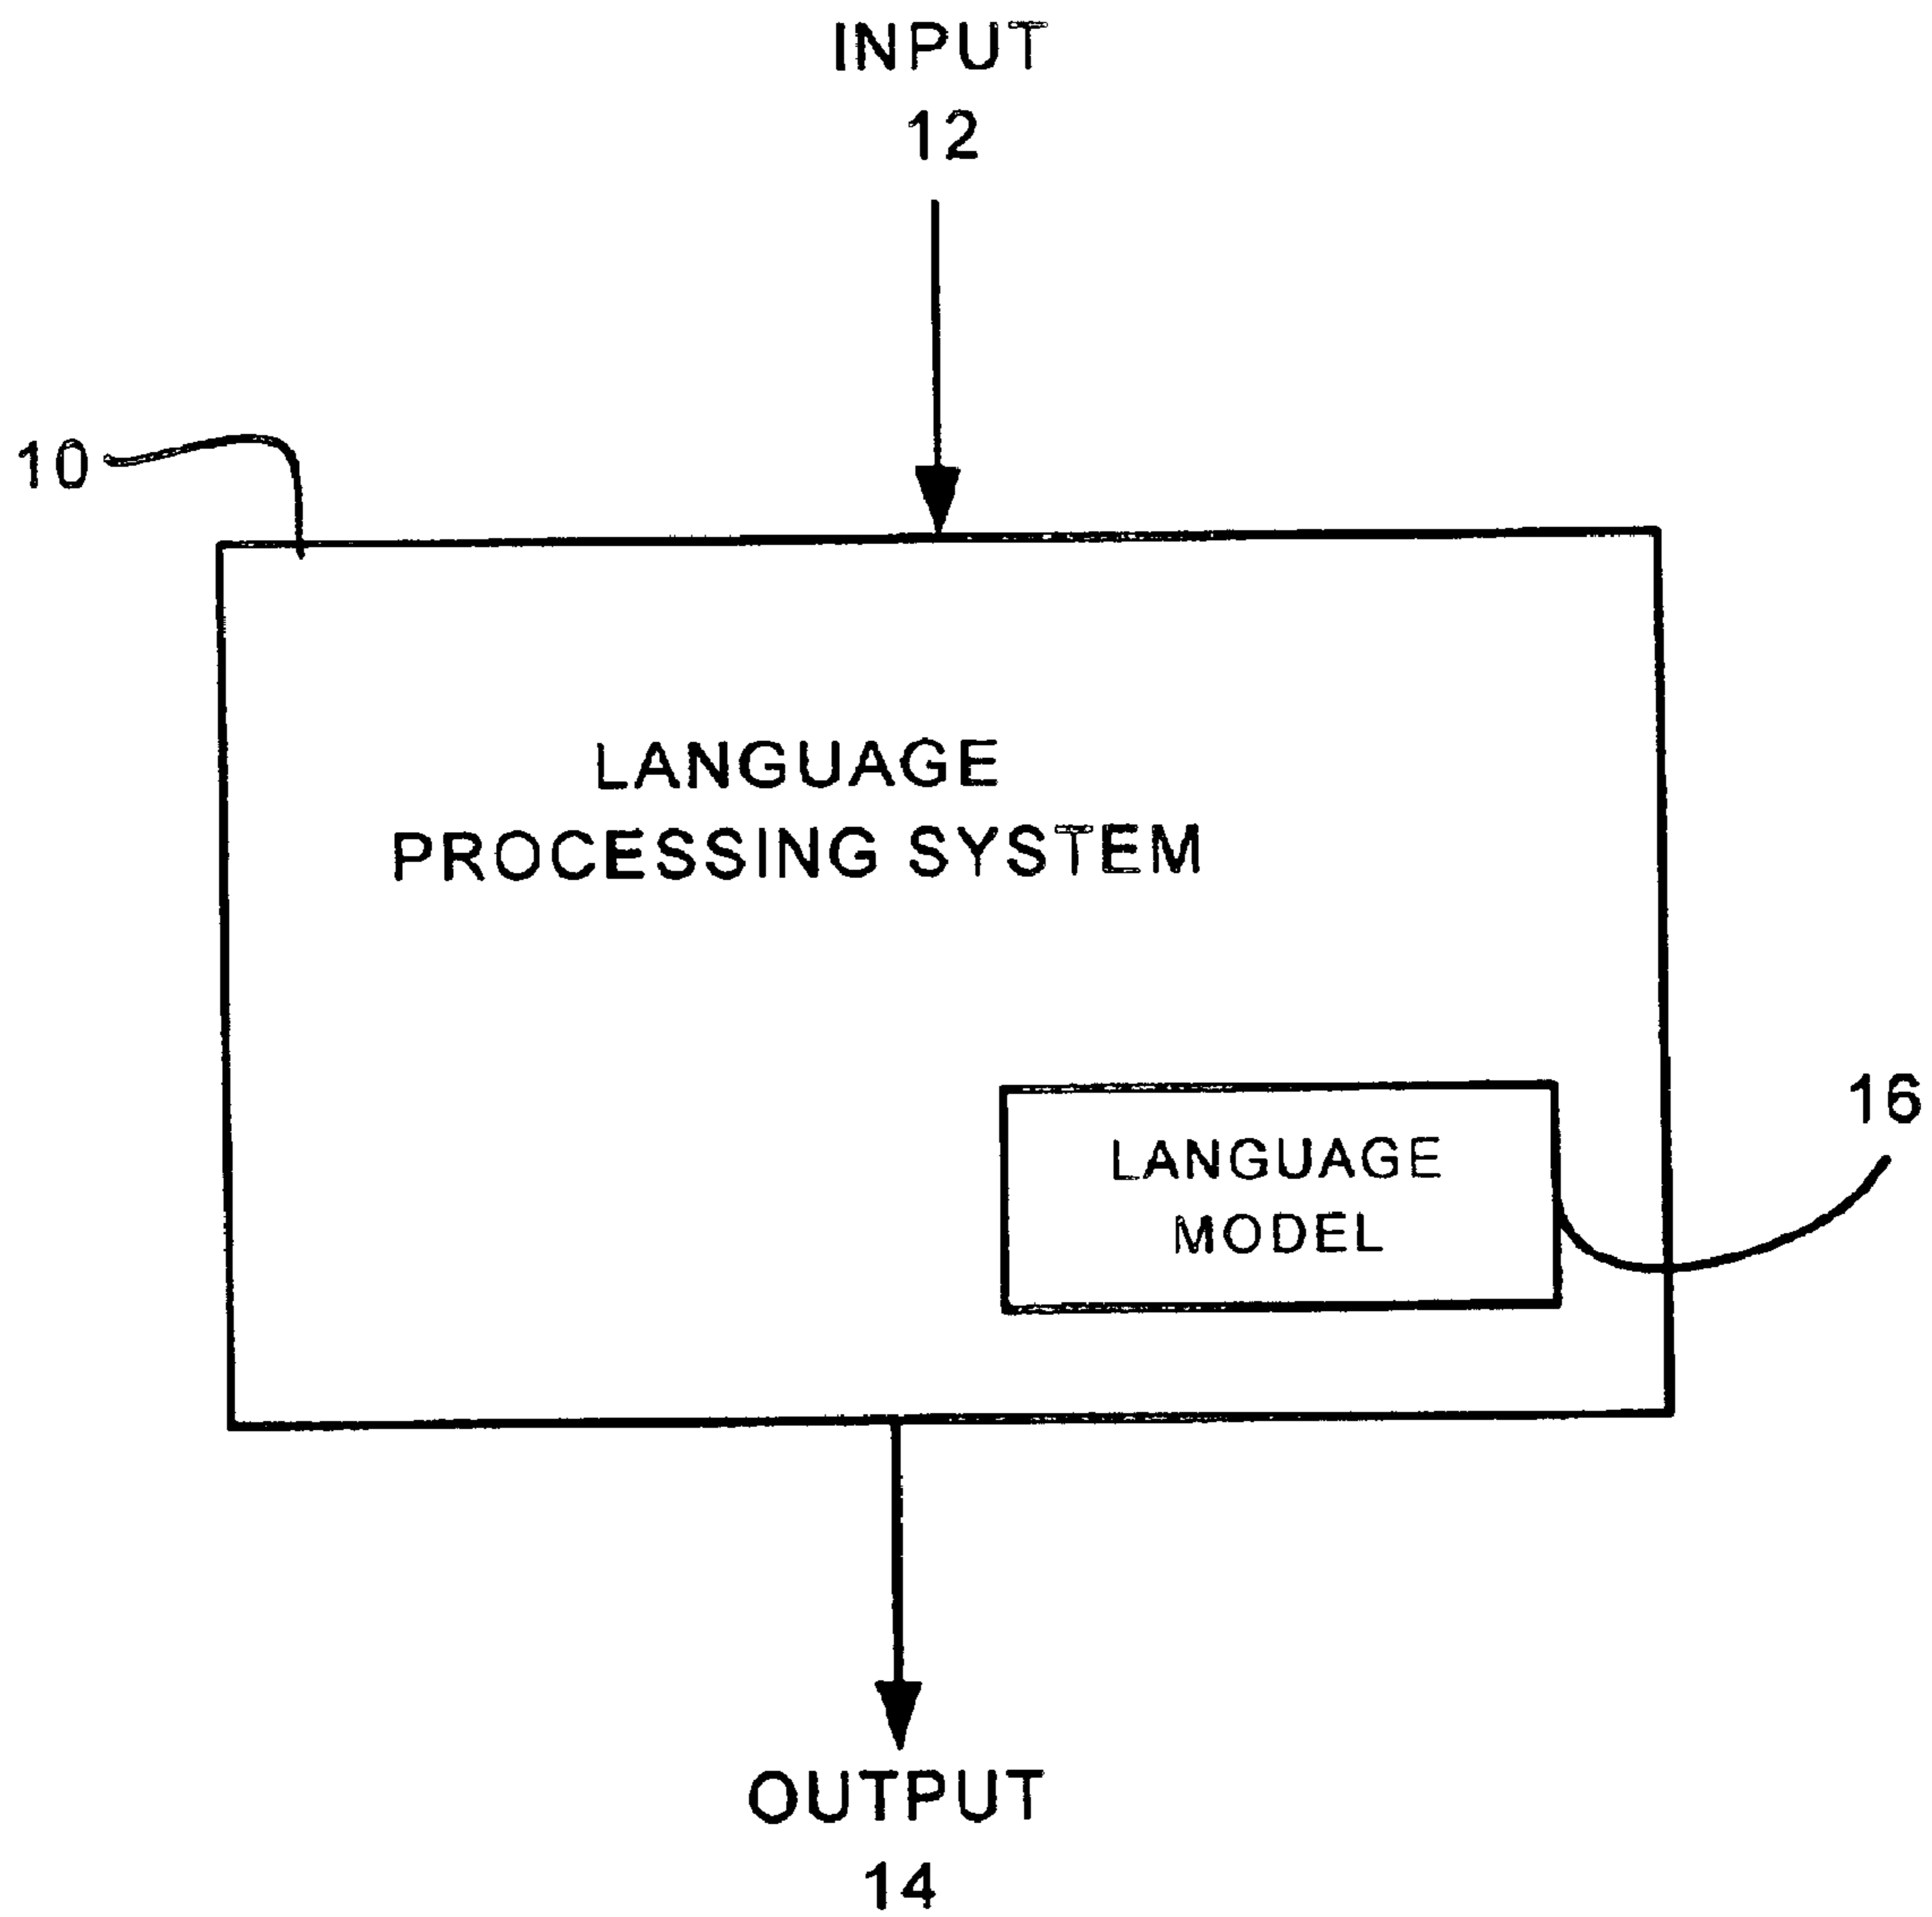 INPUT
12
10
LANGUAGE
PROCESSING SYSTEM
16
LANGUAGE
MODEL
OUTPUT
14